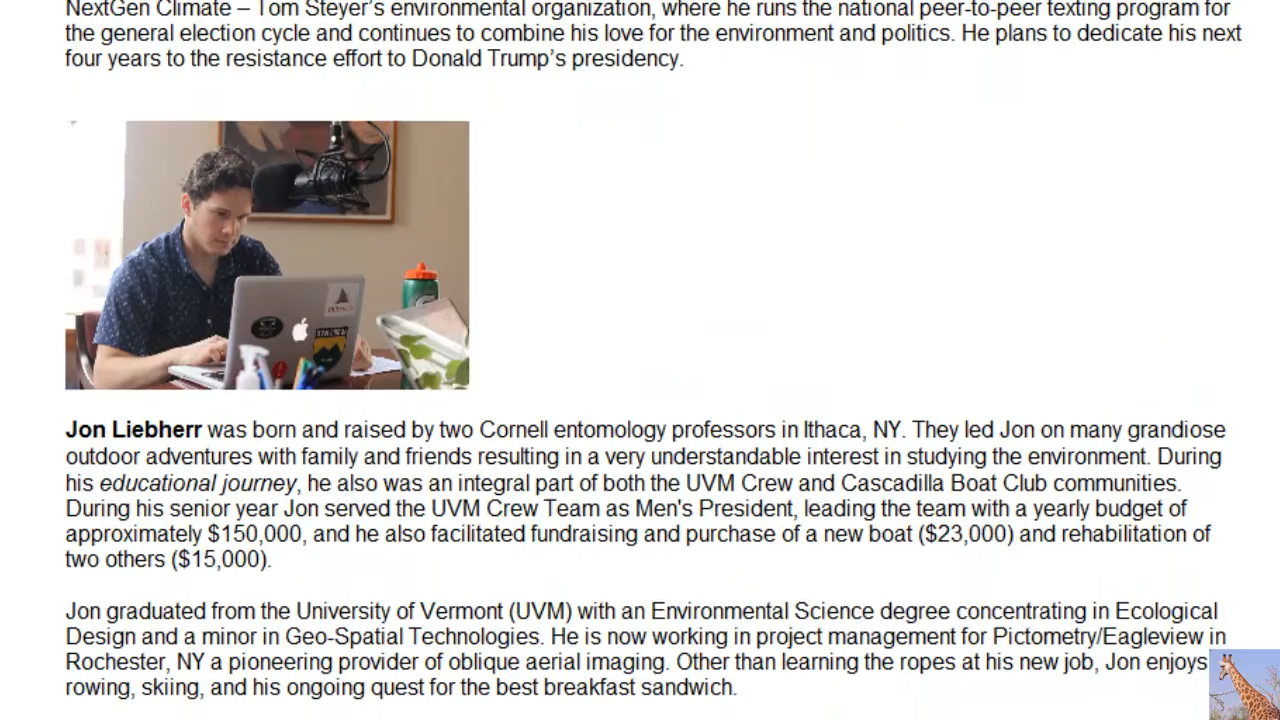 NextGen Climate – Tom Steyer's environmental organization, where he runs the national peer-to-peer texting program for
the general election cycle and continues to combine his love for the environment and politics. He plans to dedicate his next
four years to the resistance effort to Donald Trump's presidency.
Jon Liebherr was born and raised by two Cornell entomology professors in Ithaca, NY. They led Jon on many grandiose
outdoor adventures with family and friends resulting in a very understandable interest in studying the environment. During
his educational journey, he also was an integral part of both the UVM Crew and Cascadilla Boat Club communities.
During his senior year Jon served the UVM Crew Team as Men's President, leading the team with a yearly budget of
approximately $150,000, and he also facilitated fundraising and purchase of a new boat ($23,000) and rehabilitation of
two others ($15,000).
Jon graduated from the University of Vermont (UVM) with an Environmental Science degree concentrating in Ecological
Design and a minor in Geo-Spatial Technologies. He is now working in project management for Pictometry/Eagleview in
Rochester, NY a pioneering provider of oblique aerial imaging. Other than learning the ropes at his new job, Jon enjoys
rowing, skiing, and his ongoing quest for the best breakfast sandwich.